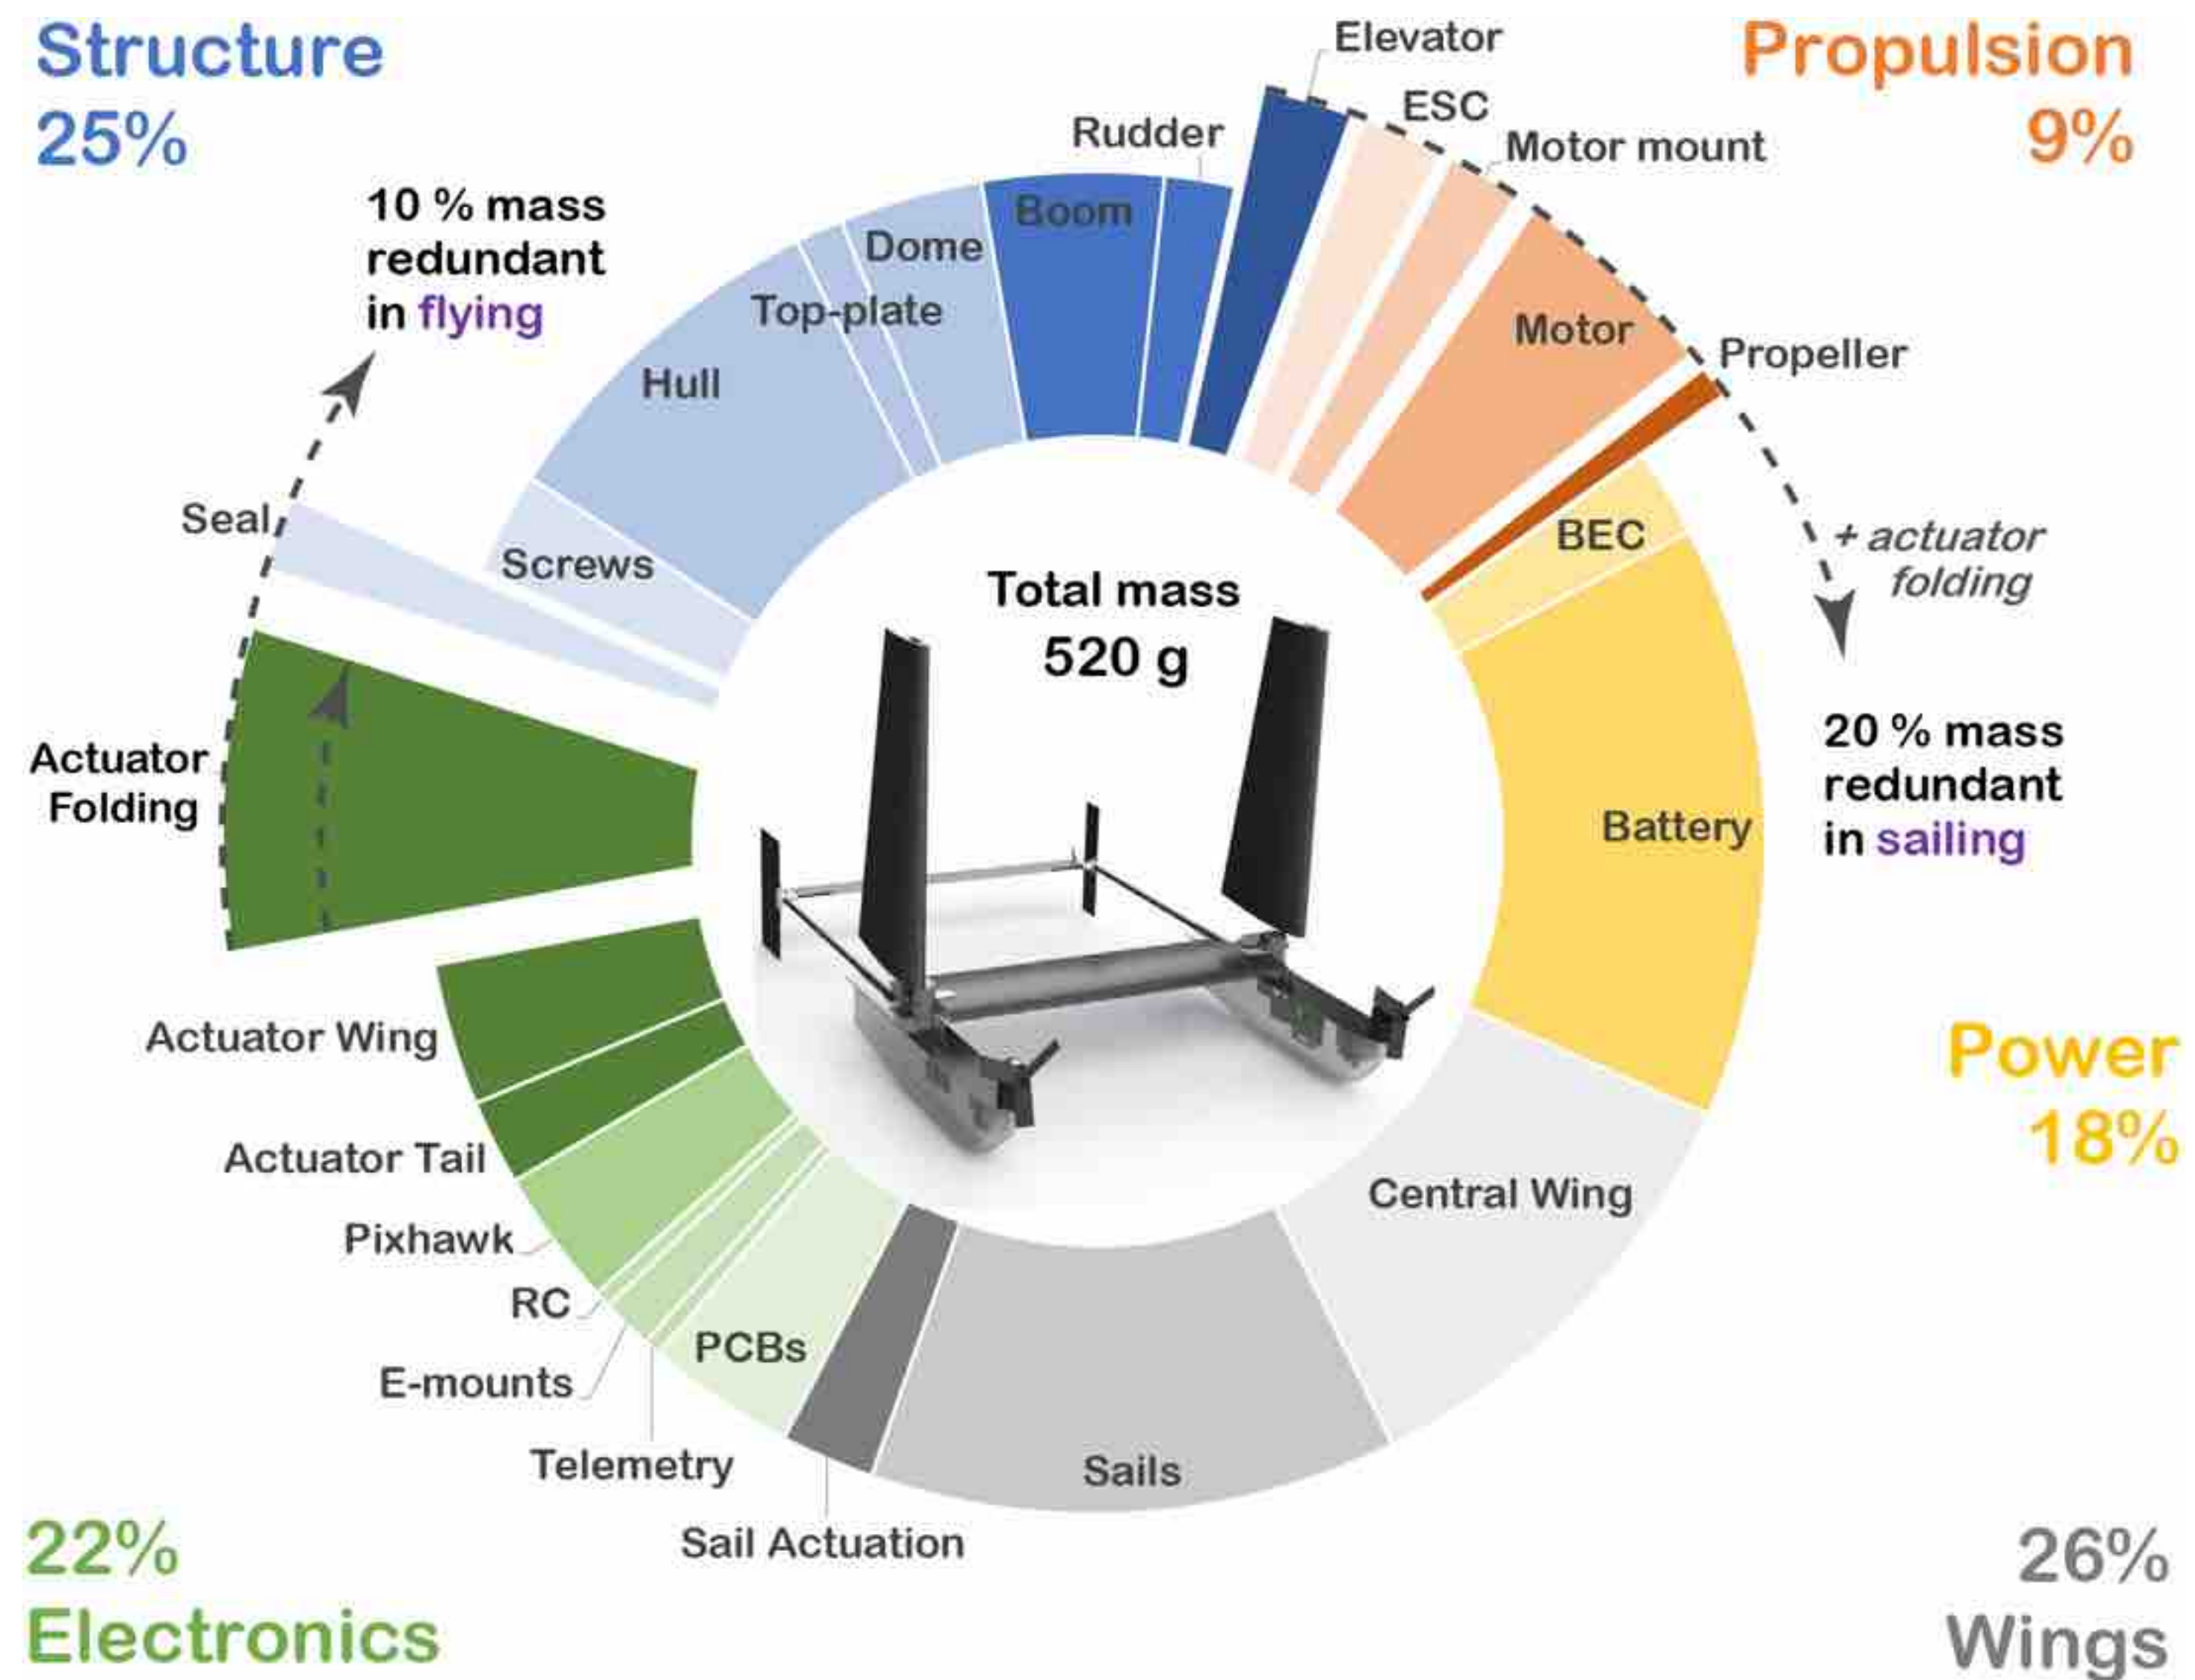 Structure
25%
Elevator
Propulsion
9%
ESC
Rudder
Motor mount
10 % mass
redundant
in flying
Boom
Dome
Top-plate
Hull
Motor
Propeller
Seal
Screws
BEC
+ actuator
folding
Total mass
520 g
Actuator
Folding
20 % mass
redundant
in sailing
Battery
Actuator Wing
Power
18%
Actuator Tail
Central Wing
Pixhawk
RC
E-mounts
PCBs
Telemetry
Sails
Sail Actuation
22%
Electronics
26%
Wings